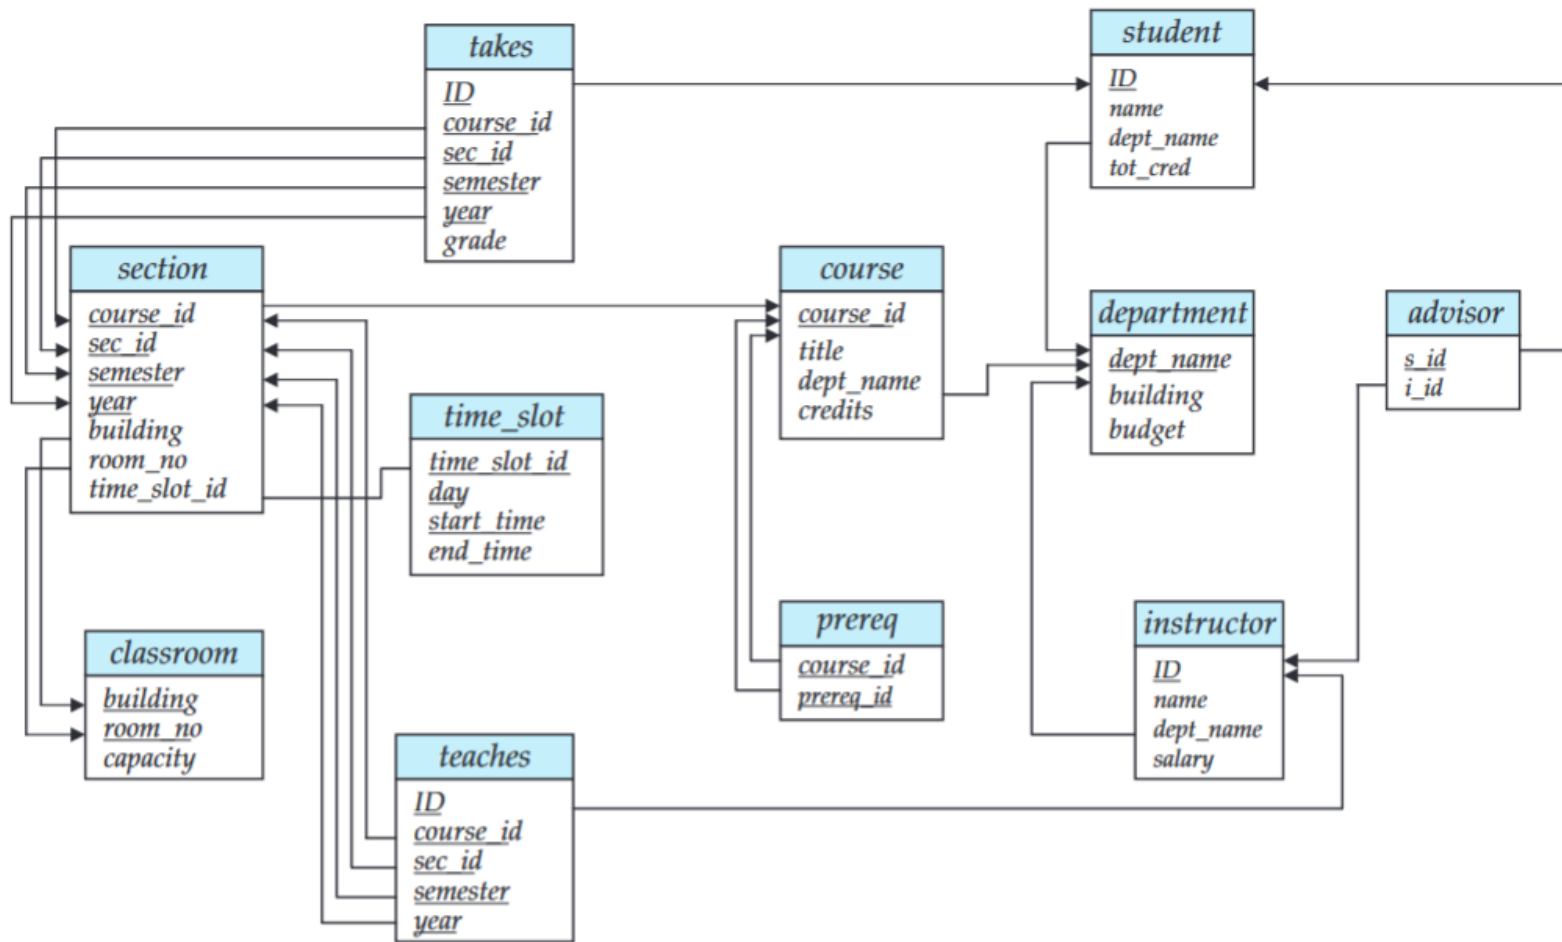 takes
ID
course_id
sec_id
semester
year
grade
student
ID
name
dept_name
tot_cred
section
course_id
sec_id
semester
year
building
room_no
time_slot_id
course
course_id
title
dept_name
credits
department
dept_name
building
budget
advisor
s_id
i_id
time_slot
time_slot_id
day
start_time
end_time
classroom
building
room_no
capacity
prereq
course_id
prereq_id
instructor
ID
name
dept_name
salary
teaches
ID
course_id
sec_id
semester
year